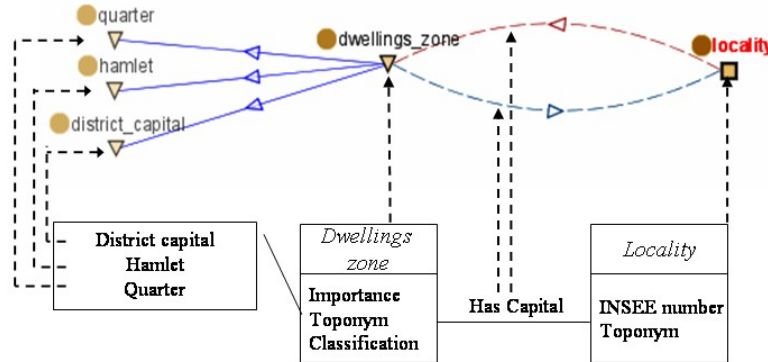 quarter
dwellings_zone
locality
hamlet
district_capital
District capital
Hamlet
Quarter
Dwellings
zone
Importance
Toponym
Classification
Has Capital
Locality
INSEE number
Toponym